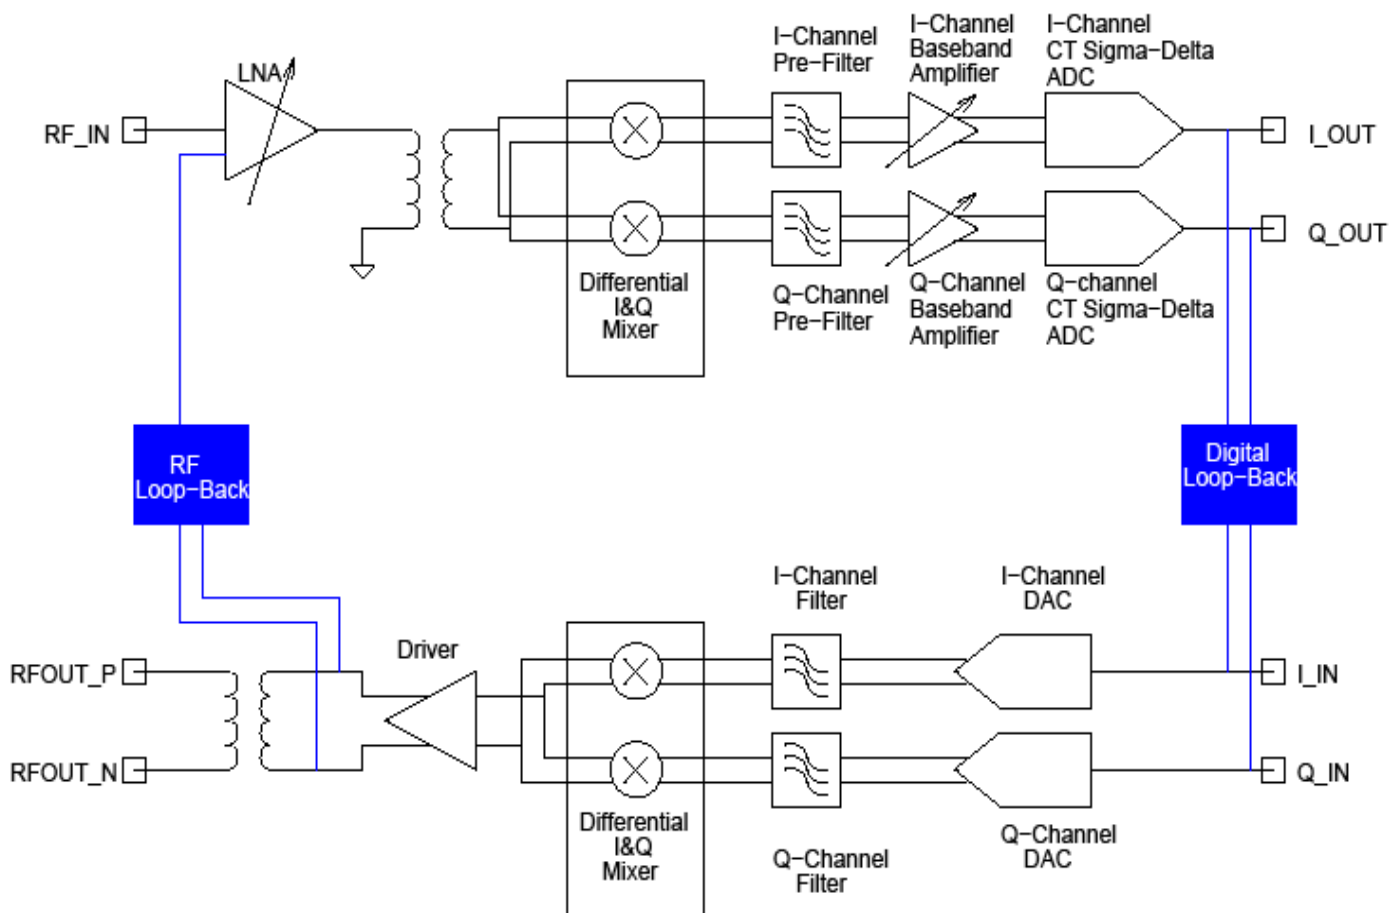 I-Channel
Pre-Filter
I-Channel
Baseband
Amplifier
I-Channel
CT Sigma-Delta
ADC
LNA
RF_IN
I_OUT
Q_OUT
Differential
I&Q
Mixer
Q-Channel
Pre-Filter
Q-Channel
Baseband
Amplifier
Q-channel
CT Sigma-Delta
ADC
RF
Loop-Back
Digital
Loop-Back
I-Channel
Filter
I-Channel
DAC
Driver
RFOUT_P
I_IN
RFOUT_N
Q_IN
Differential
I&Q
Mixer
Q-Channel
Filter
Q-Channel
DAC